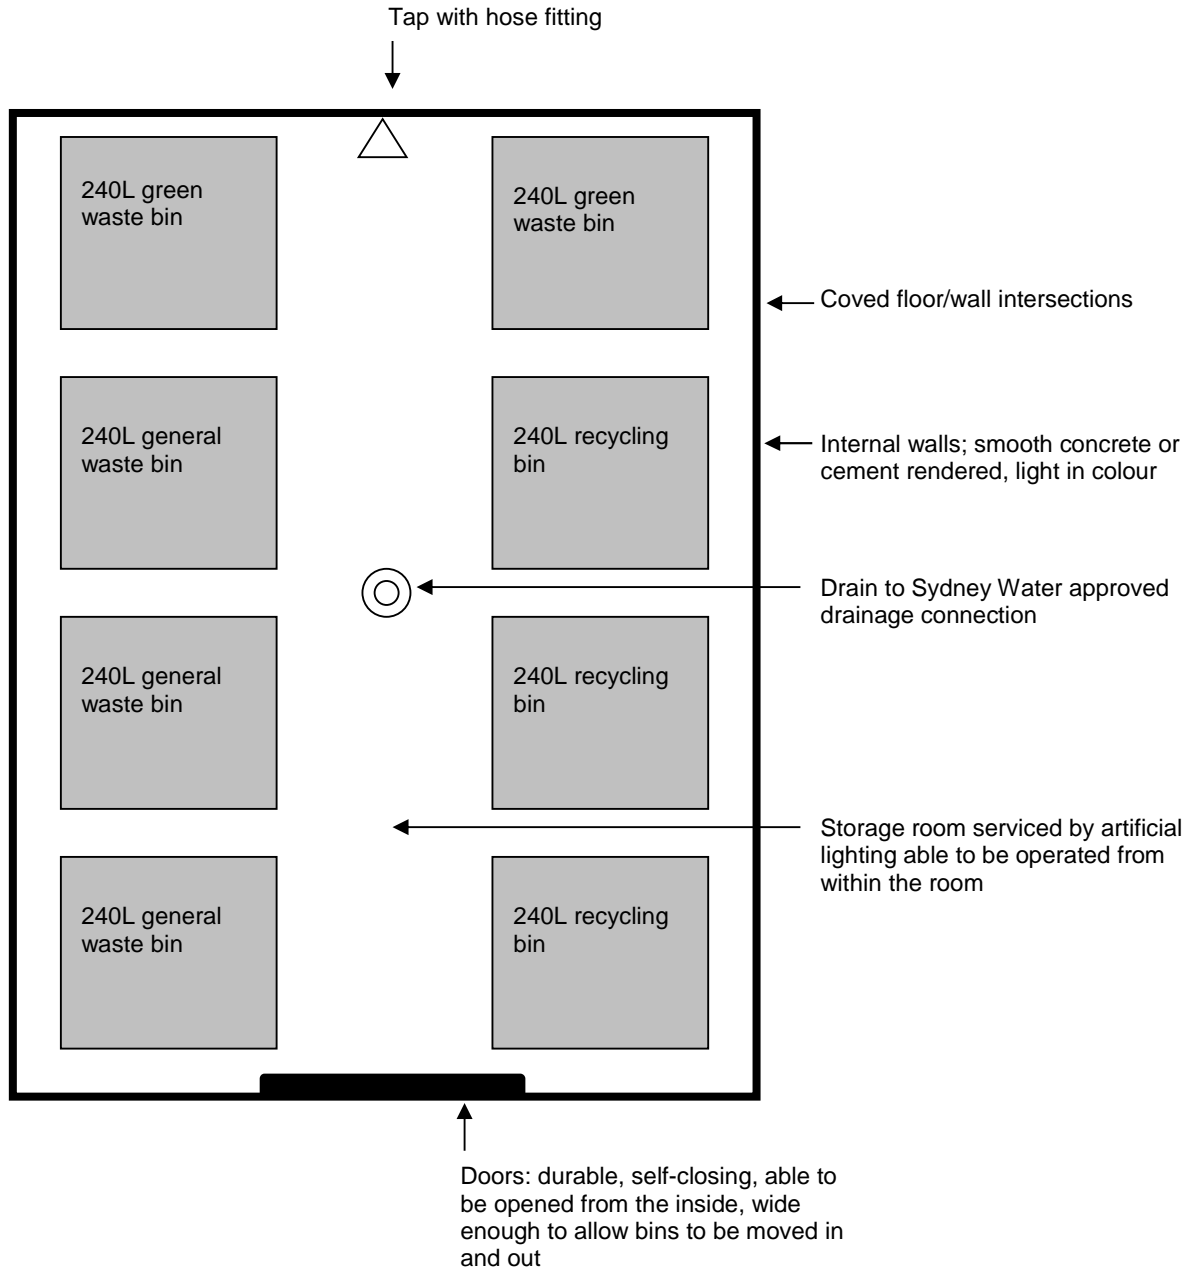 Tap with hose fitting
240L green
waste bin
240L green
waste bin
Coved floor/wall intersections
240L general
waste bin
240L recycling
bin
Internal walls; smooth concrete or
cement rendered, light in colour
Drain to Sydney Water approved
drainage connection
240L general
waste bin
240L recycling
bin
Storage room serviced by artificial
lighting able to be operated from
within the room
240L general
waste bin
240L recycling
bin
Doors: durable, self-closing, able to
be opened from the inside, wide
enough to allow bins to be moved in
and out